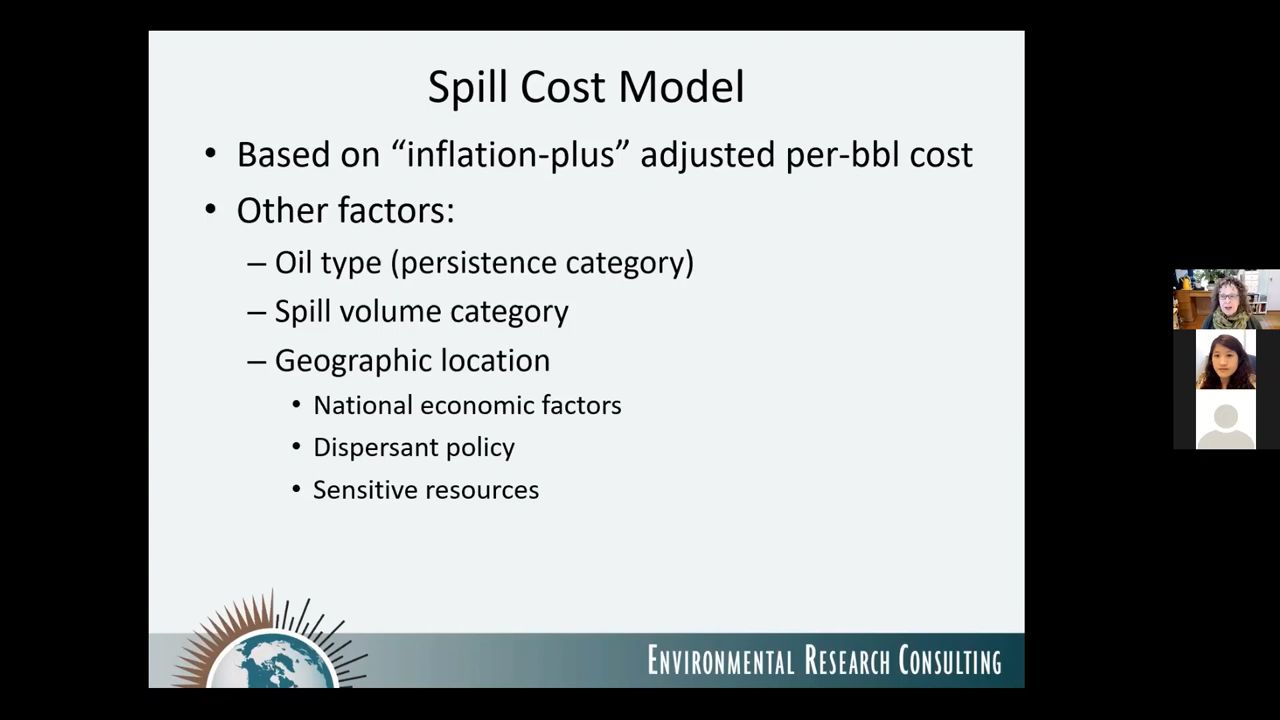 Spill Cost Model
• Based on “inflation-plus” adjusted per-bbl cost
• Other factors:
– Oil type (persistence category)
– Spill volume category
– Geographic location
• National economic factors
• Dispersant policy
• Sensitive resources
ENVIRONMENTAL RESEARCH CONSULTING